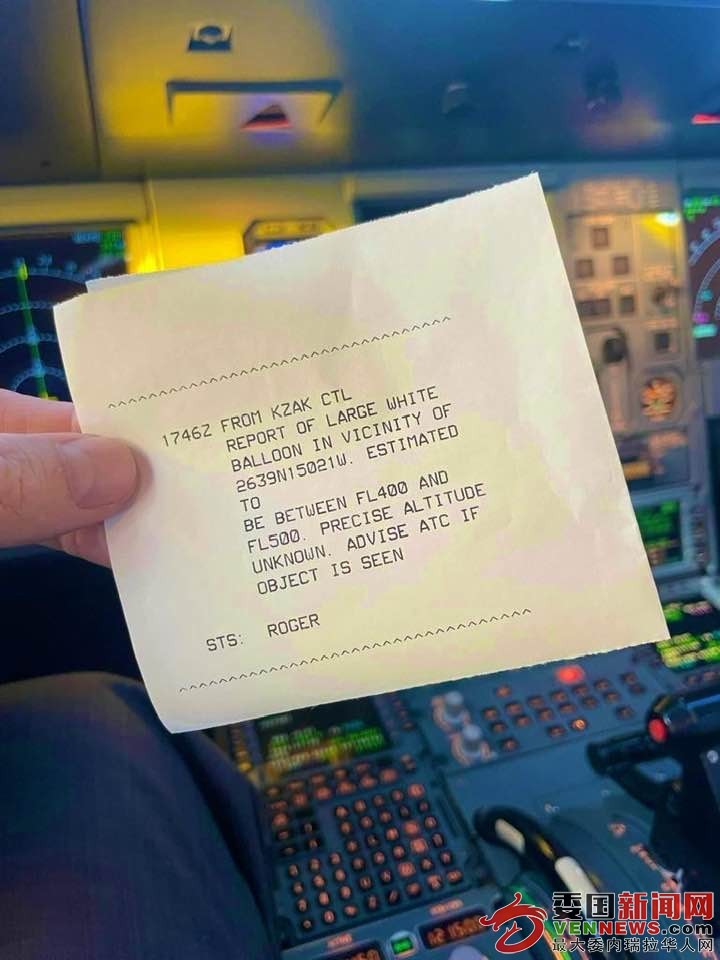 ^^^^^^^^^^^^^^^^^^^^^^^^^^^^^^^^^^
1746Z FROM KZAK CTL
REPORT OF LARGE WHITE
BALLOON IN VICINITY OF
2639N15021W. ESTIMATED
TO
BE BETWEEN FL400 AND
FL500. PRECISE ALTITUDE
UNKNOWN. ADVISE ATC IF
OBJECT IS SEEN
STS: ROGER
^^^^^^^^^^^^^^^^^^^^^^^^^^^^^^^^^^
委国新闻网
VENNEWS.com
最大委内瑞拉华人网